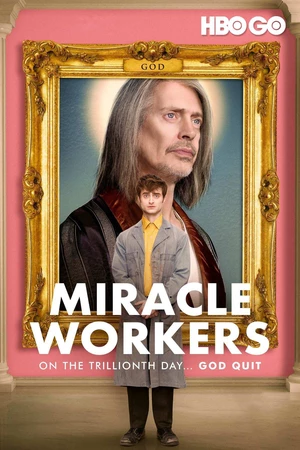 HBO GO
GOD
MIRACLE
WORKERS
ON THE TRILLIONTH DAY... GOD QUIT